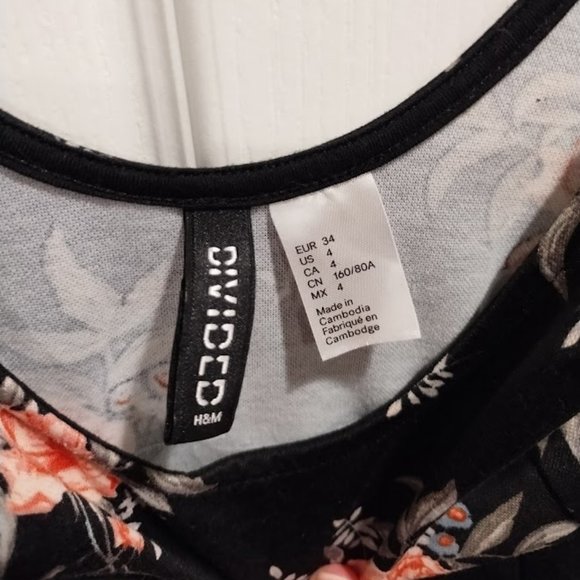 DIVIDED
H&M
EUR 34
US 4
CA 4
CN 160/80A
MX 4
Made in
Cambodia
Fabriqué en
Cambodge